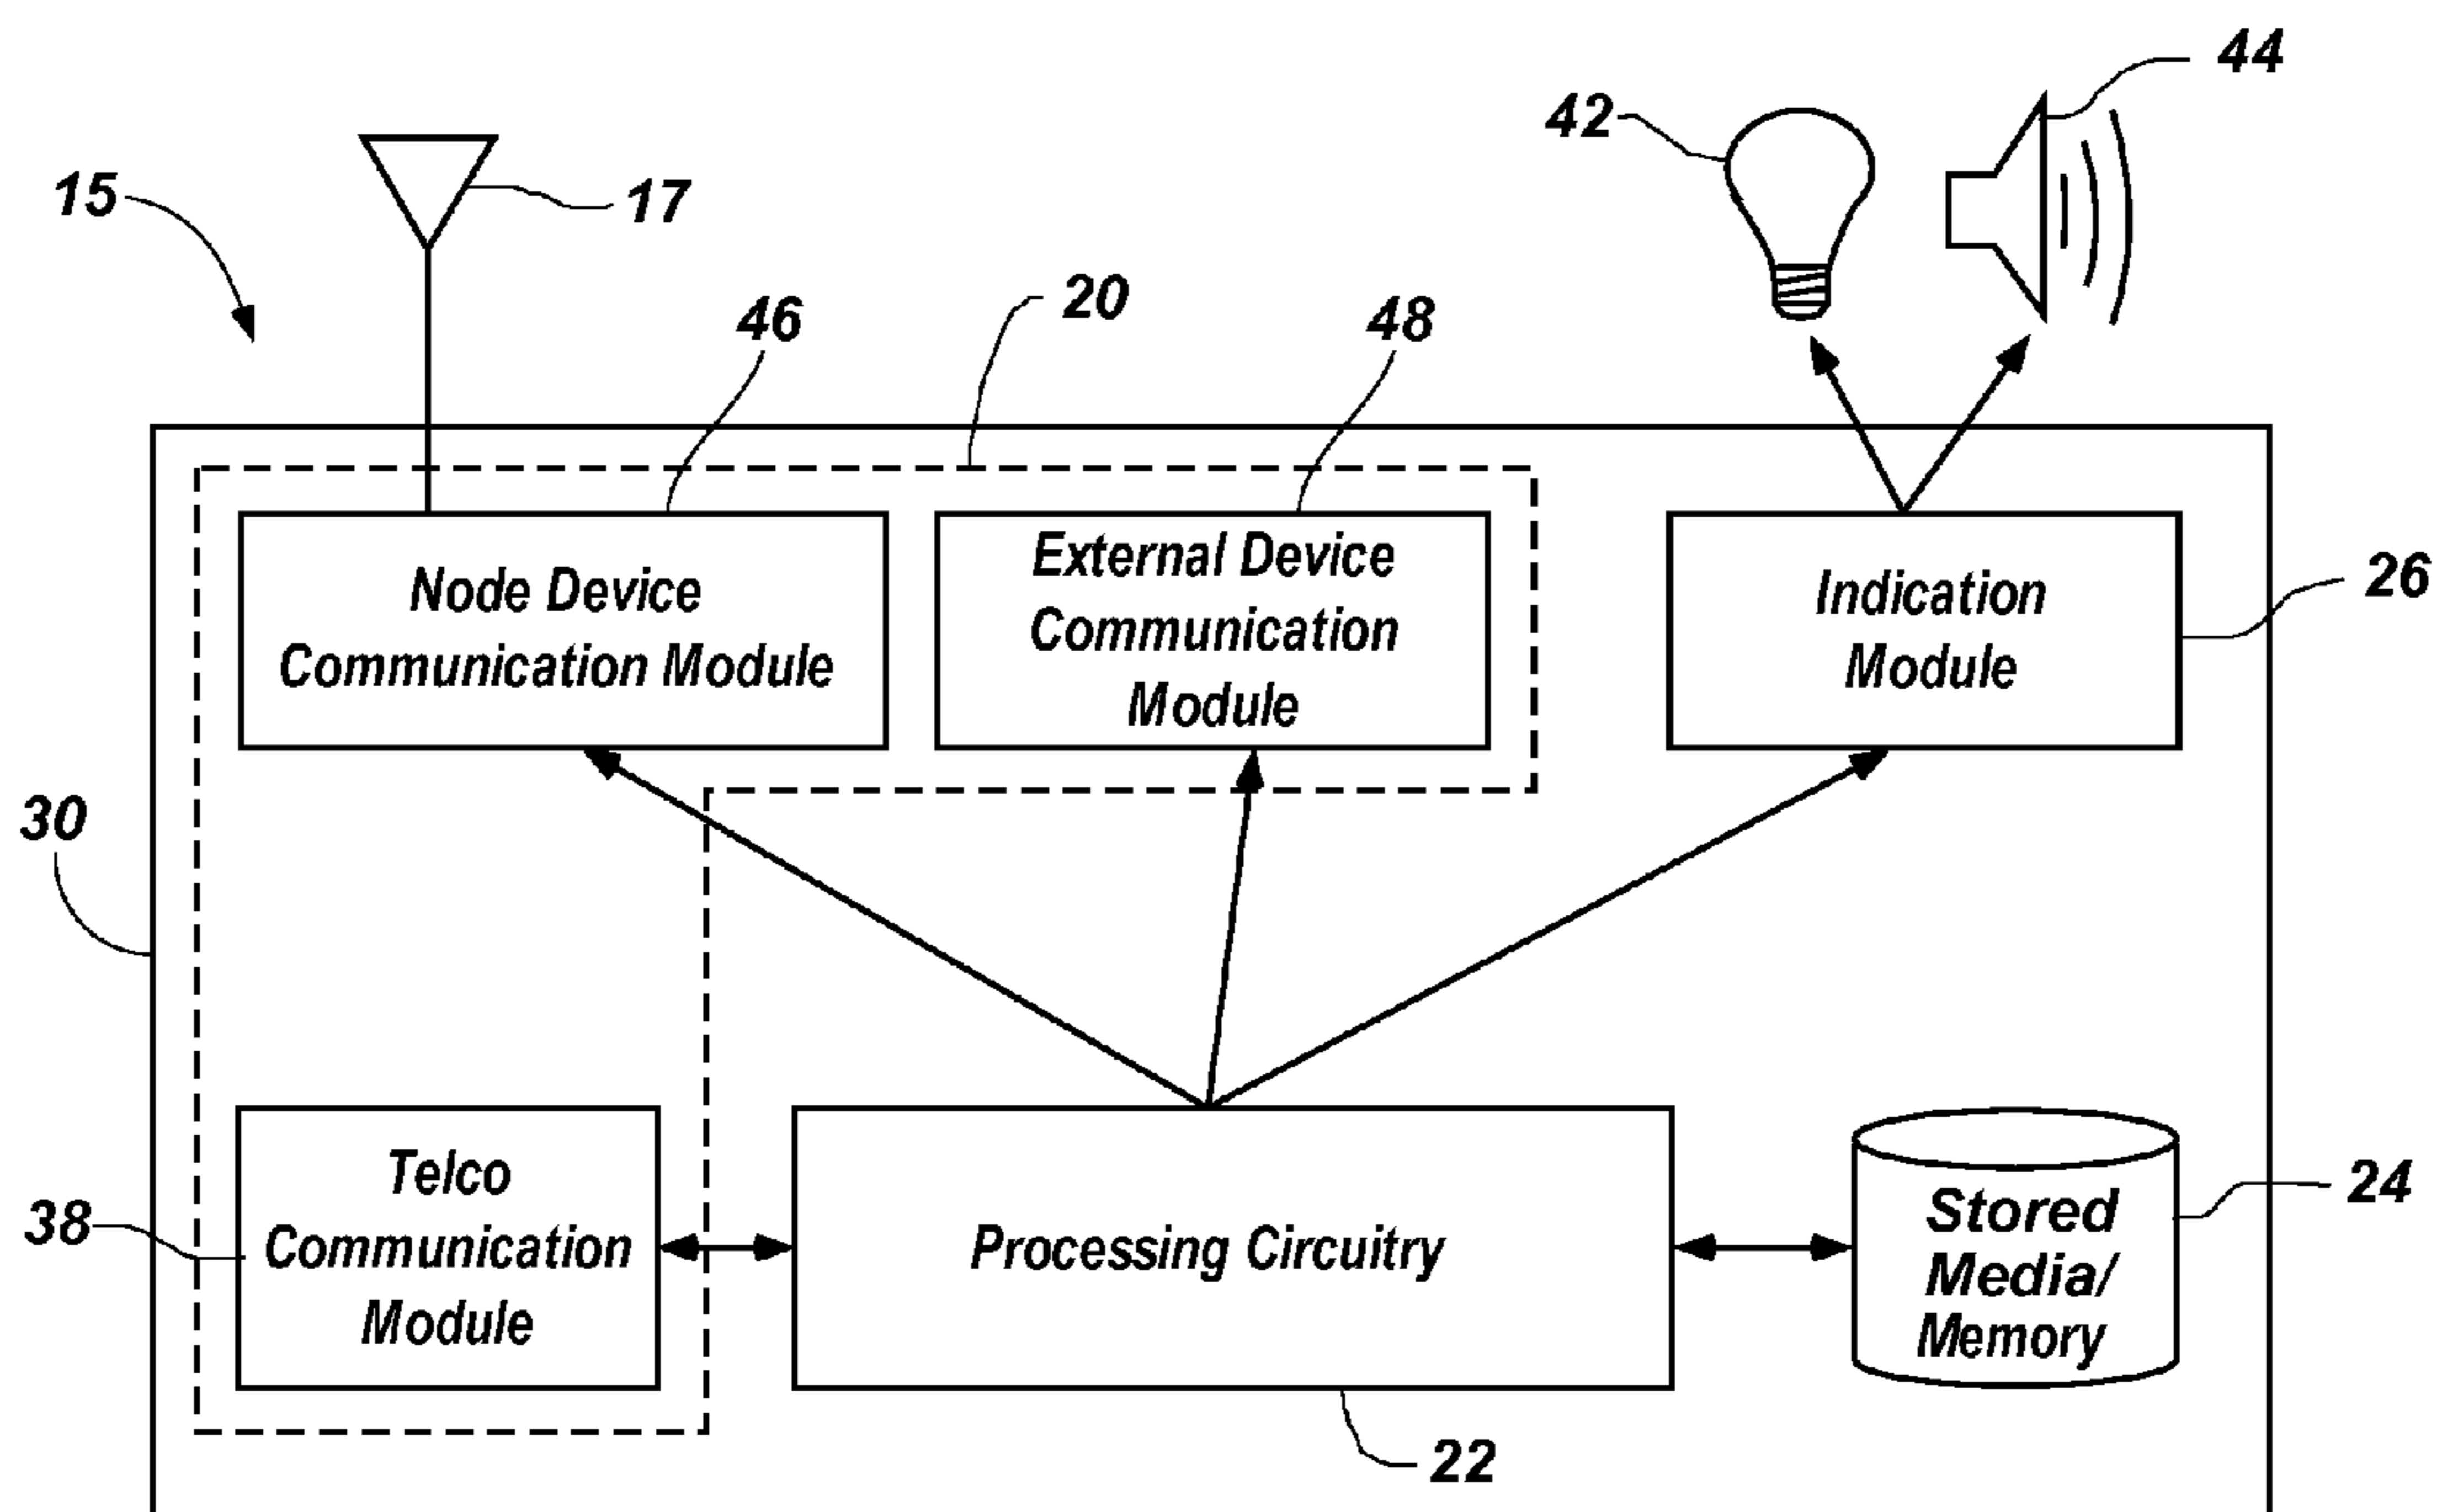 44
42
15
17
20
46
48
Node Device
Communication Module
External Device
Communication
Module
Indication
Module
26
30
Telco
Communication
Module
38
Processing Circuitry
Stored
Media/
Memory
24
22